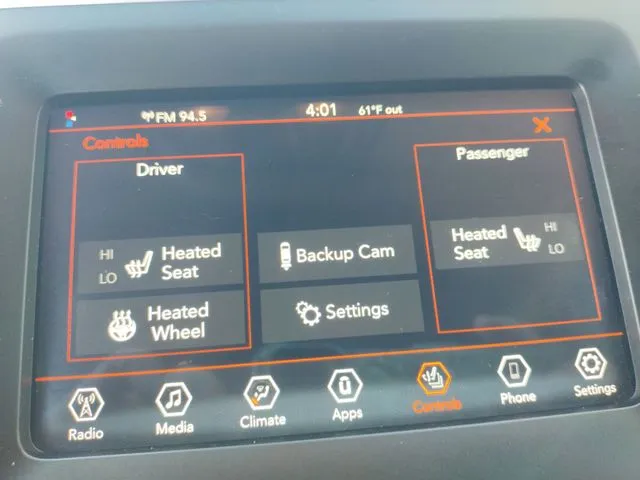 FM 94.5
4:01
61°F out
Controls
X
Driver
HI
LO
Heated
Seat
Heated
Wheel
Backup Cam
Settings
Passenger
Heated
Seat
HI
LO
Radio
Media
Climate
Apps
Controls
Phone
Settings